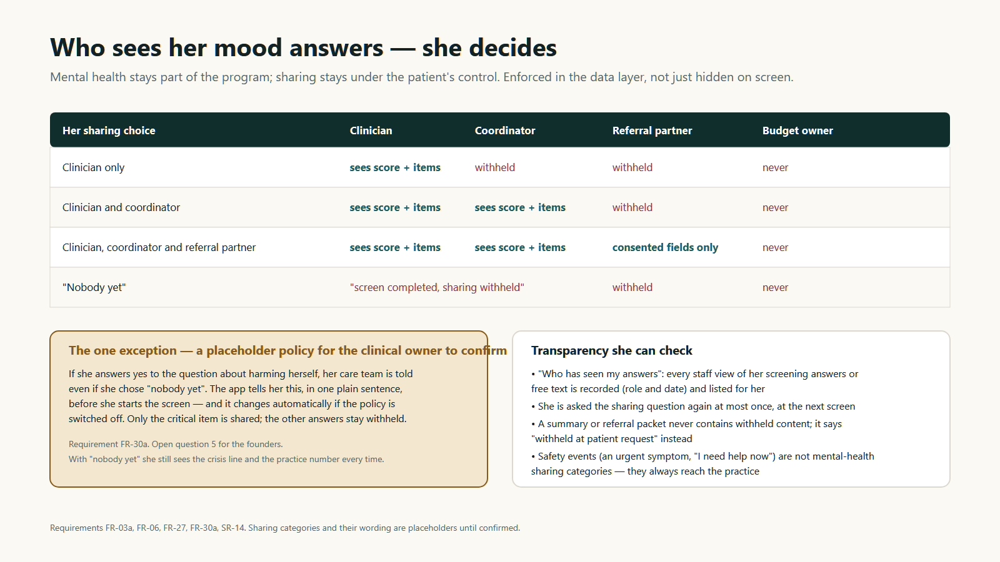 Who sees her mood answers — she decides
Mental health stays part of the program; sharing stays under the patient's control. Enforced in the data layer, not just hidden on screen.
Her sharing choice Clinician Coordinator Referral partner Budget owner
Clinician only sees score + items withheld withheld never
Clinician and coordinator sees score + items sees score + items withheld never
Clinician, coordinator and referral partner sees score + items sees score + items consented fields only never
"Nobody yet" "screen completed, sharing withheld" withheld never
The one exception — a placeholder policy for the clinical owner to confirm
If she answers yes to the question about harming herself, her care team is told
even if she chose "nobody yet". The app tells her this, in one plain sentence,
before she starts the screen — and it changes automatically if the policy is
switched off. Only the critical item is shared; the other answers stay withheld.
Requirement FR-30a. Open question 5 for the founders.
With "nobody yet" she still sees the crisis line and the practice number every time.
Transparency she can check
• "Who has seen my answers": every staff view of her screening answers or
free text is recorded (role and date) and listed for her
• She is asked the sharing question again at most once, at the next screen
• A summary or referral packet never contains withheld content; it says
"withheld at patient request" instead
• Safety events (an urgent symptom, "I need help now") are not mental-health
sharing categories — they always reach the practice
Requirements FR-03a, FR-06, FR-27, FR-30a, SR-14. Sharing categories and their wording are placeholders until confirmed.